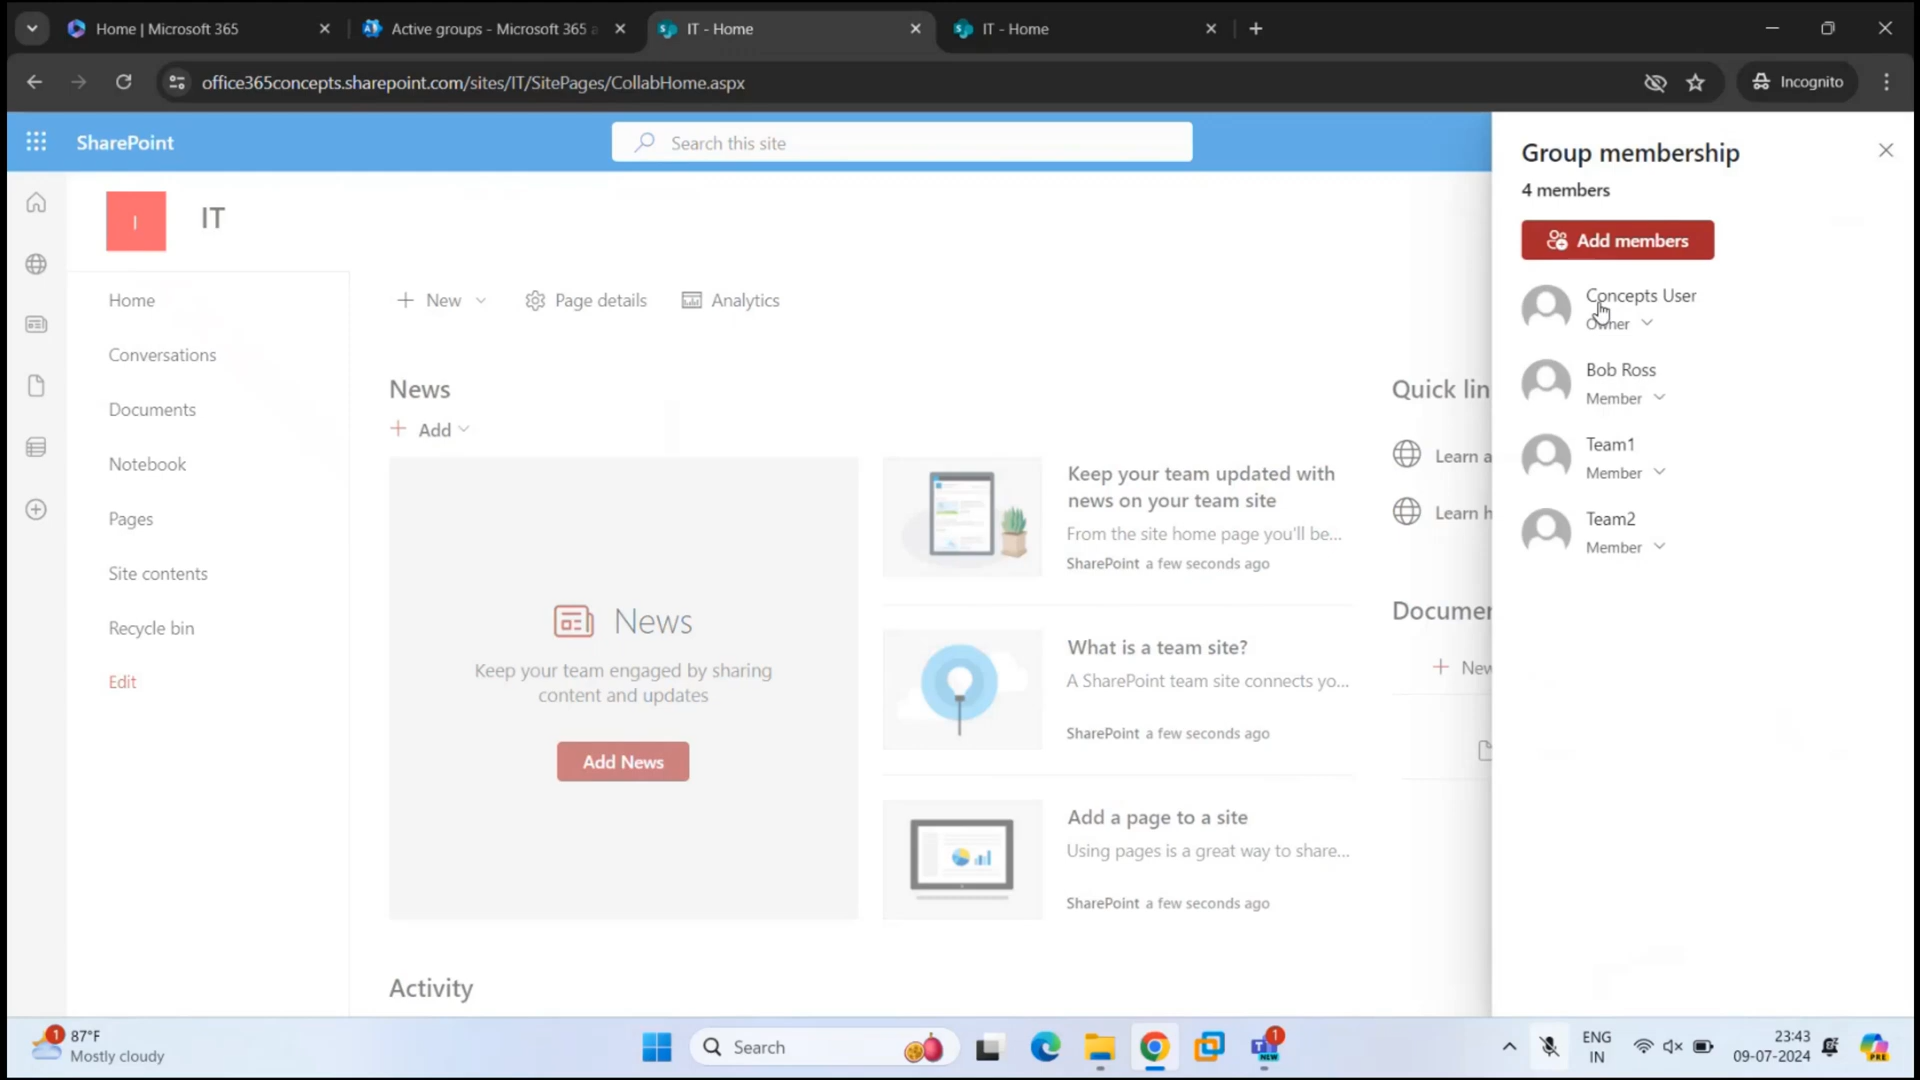 Home | Microsoft 365
Active groups - Microsoft 365 a
IT - Home
IT - Home
office365concepts.sharepoint.com/sites/IT/SitePages/CollabHome.aspx
Incognito
SharePoint
Search this site
I
IT
Home
Conversations
Documents
Notebook
Pages
Site contents
Recycle bin
Edit
New
Page details
Analytics
News
Add
News
Keep your team engaged by sharing
content and updates
Add News
Keep your team updated with
news on your team site
From the site home page you'll be...
SharePoint a few seconds ago
What is a team site?
A SharePoint team site connects yo...
SharePoint a few seconds ago
Add a page to a site
Using pages is a great way to share...
SharePoint a few seconds ago
Activity
Quick lin
Learn a
Learn h
Documen
New
Group membership
4 members
Add members
Concepts User
Owner
Bob Ross
Member
Team1
Member
Team2
Member
1
87°F
Mostly cloudy
Search
1
NEW
ENG
IN
23:43
09-07-2024
PRE